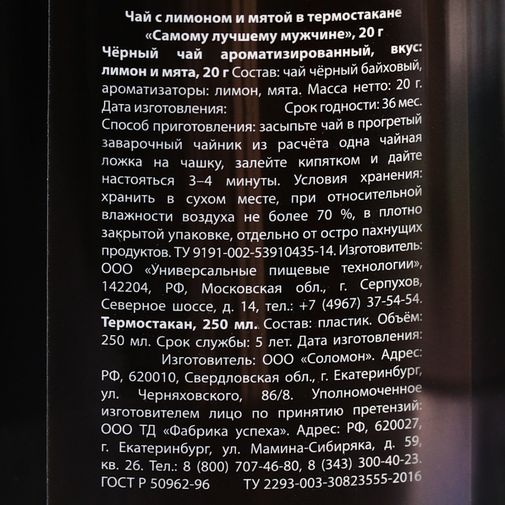 Чай с лимоном и мятой в термостакане
«Самому лучшему мужчине», 20 г
Чёрный чай ароматизированный, вкус:
лимон и мята, 20 г Состав: чай чёрный байховый,
ароматизаторы: лимон, мята. Масса нетто: 20 г.
Дата изготовления: Срок годности: 36 мес.
Способ приготовления: засыпьте чай в прогретый
заварочный чайник из расчёта одна чайная
ложка на чашку, залейте кипятком и дайте
настояться 3–4 минуты. Условия хранения:
хранить в сухом месте, при относительной
влажности воздуха не более 70 %, в плотно
закрытой упаковке, отдельно от остро пахнущих
продуктов. ТУ 9191-002-53910435-14. Изготовитель:
ООО «Универсальные пищевые технологии»,
142204, РФ, Московская обл., г. Серпухов,
Северное шоссе, д. 14, тел.: +7 (4967) 37-54-54.
Термостакан, 250 мл. Состав: пластик. Объём:
250 мл. Срок службы: 5 лет. Дата изготовления:
Изготовитель: ООО «Соломон». Адрес:
РФ, 620010, Свердловская обл., г. Екатеринбург,
ул. Черняховского, 86/8. Уполномоченное
изготовителем лицо по принятию претензий:
ООО ТД «Фабрика успеха». Адрес: РФ, 620027,
г. Екатеринбург, ул. Мамина-Сибиряка, д. 59,
кв. 26. Тел.: 8 (800) 707-46-80, 8 (343) 300-40-23.
ГОСТ Р 50962-96 ТУ 2293-003-30823555-2016